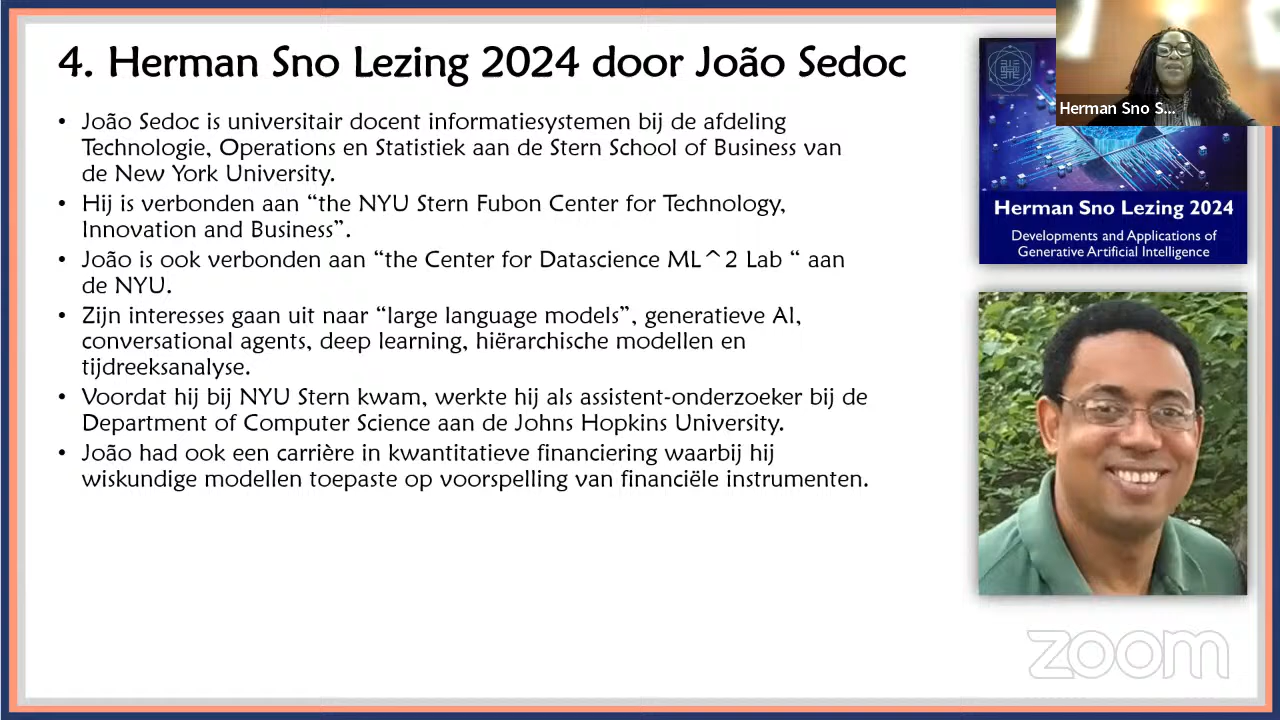 4. Herman Sno Lezing 2024 door João Sedoc
• João Sedoc is universitair docent informatiesystemen bij de afdeling
Technologie, Operations en Statistiek aan de Stern School of Business van
de New York University.
• Hij is verbonden aan “the NYU Stern Fubon Center for Technology,
Innovation and Business”.
• João is ook verbonden aan “the Center for Datascience ML^2 Lab “ aan
de NYU.
• Zijn interesses gaan uit naar “large language models”, generatieve AI,
conversational agents, deep learning, hiërarchische modellen en
tijdreeksanalyse.
• Voordat hij bij NYU Stern kwam, werkte hij als assistent-onderzoeker bij de
Department of Computer Science aan de Johns Hopkins University.
• João had ook een carrière in kwantitatieve financiering waarbij hij
wiskundige modellen toepaste op voorspelling van financiële instrumenten.
Herman Sno S...
Herman Sno Lezing 2024
Developments and Applications of
Generative Artificial Intelligence
zoom